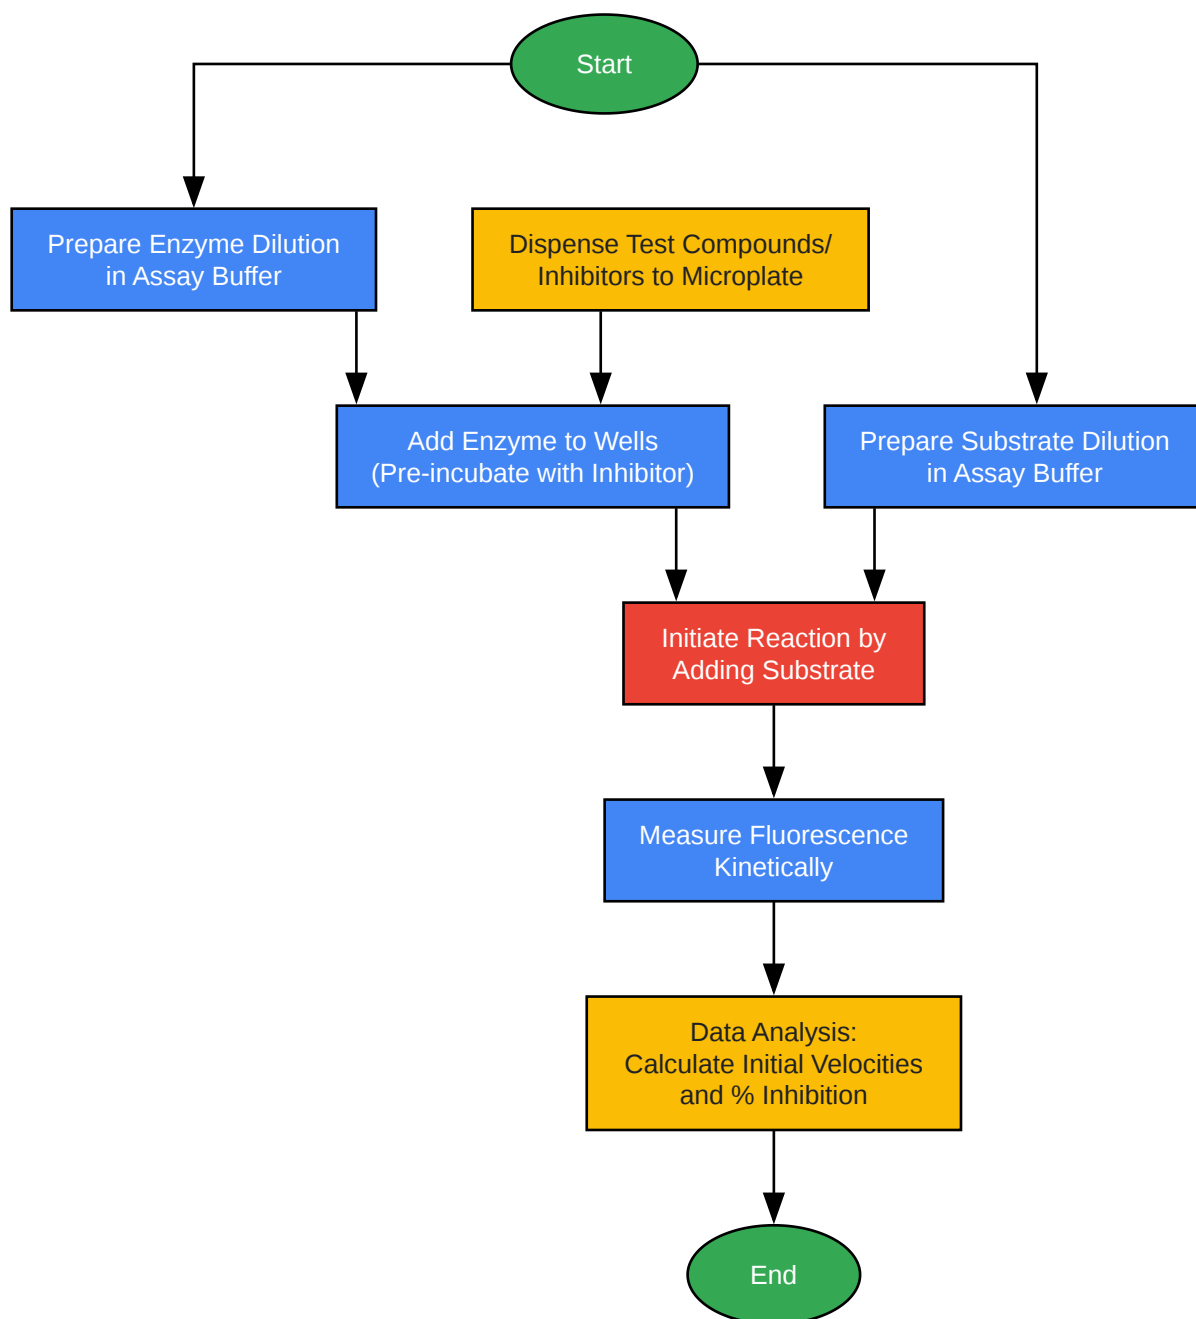 Start
Prepare Enzyme Dilution
in Assay Buffer
Dispense Test Compounds/
Inhibitors to Microplate
Add Enzyme to Wells
(Pre-incubate with Inhibitor)
Prepare Substrate Dilution
in Assay Buffer
Initiate Reaction by
Adding Substrate
Measure Fluorescence
Kinetically
Data Analysis:
Calculate Initial Velocities
and % Inhibition
End